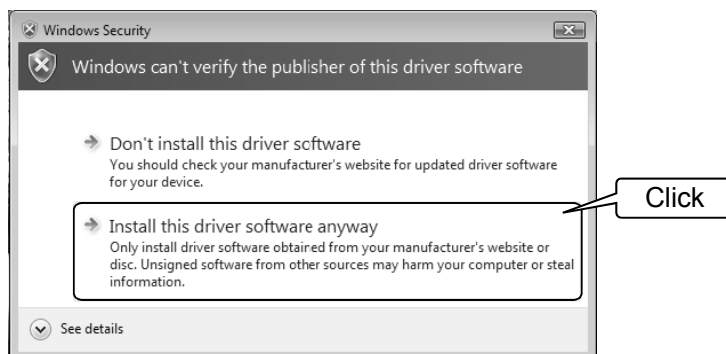 Windows Security
Windows can't verify the publisher of this driver software
Don't install this driver software
You should check your manufacturer's website for updated driver software
for your device.
Click
Install this driver software anyway
Only install driver software obtained from your manufacturer's website or
disc. Unsigned software from other sources may harm your computer or steal
information.
See details